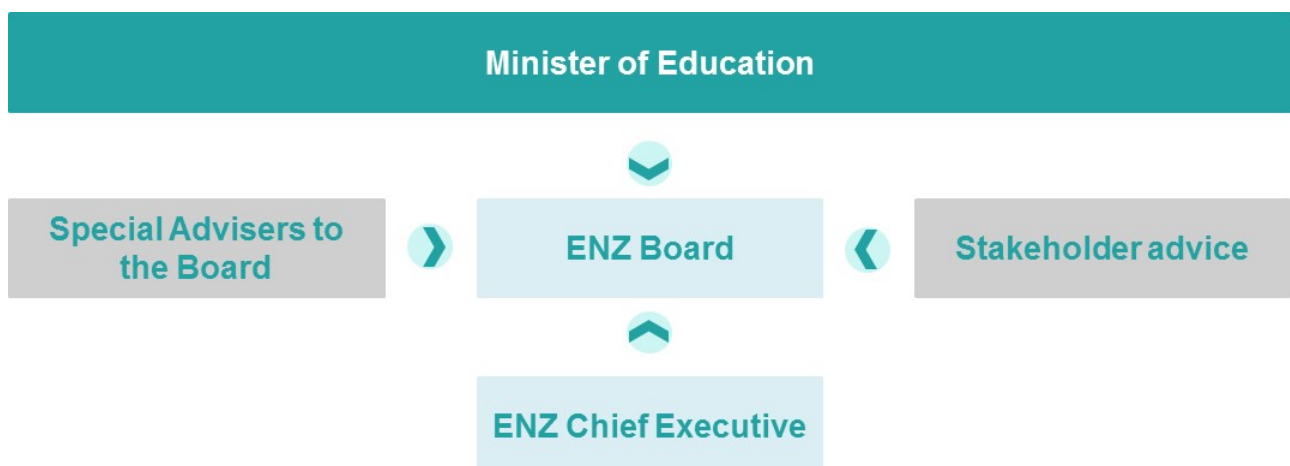 Minister of Education
Special Advisers to
the Board
ENZ Board
Stakeholder advice
ENZ Chief Executive